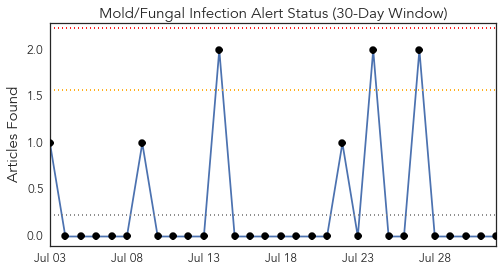 Mold/Fungal Infection Alert Status (30-Day Window)
Articles Found
2.0
1.5
1.0
0.5
0.0
Jul 03 Jul 08 Jul 13 Jul 18 Jul 23 Jul 28